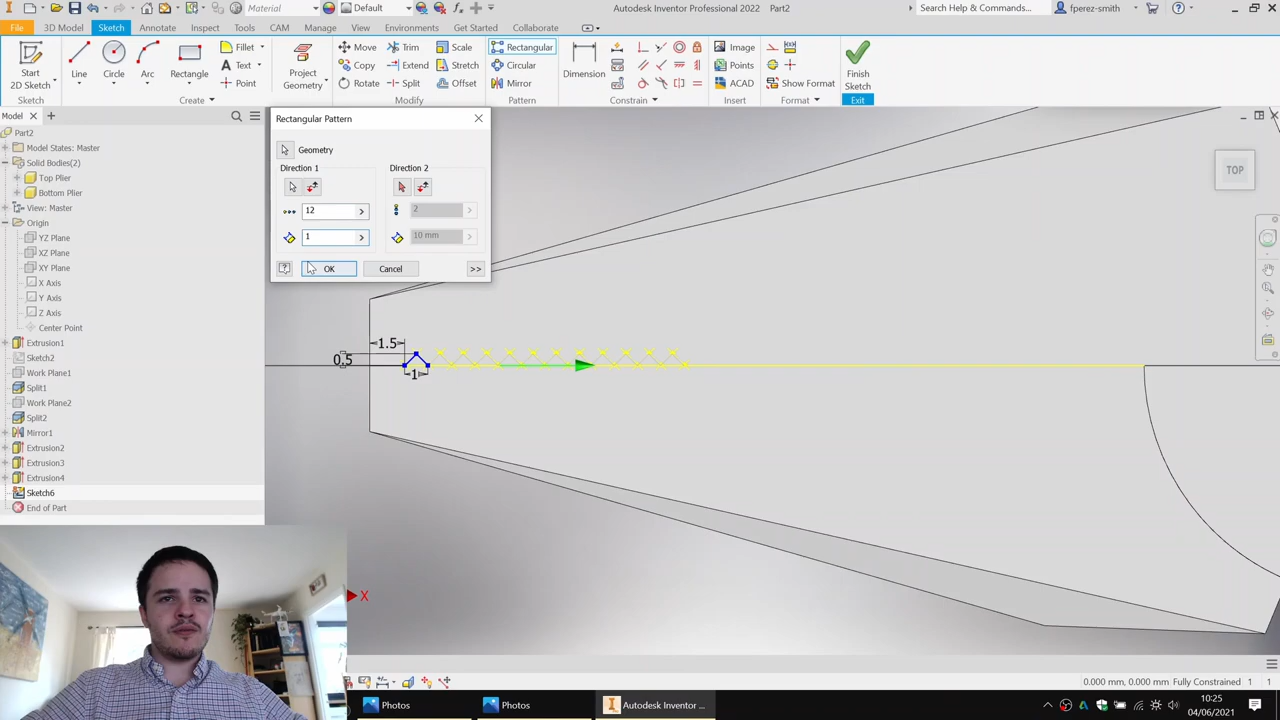 Material
Appearance
Autodesk Inventor Professional 2022   Part2
Search Help & Commands...
fperez-smith
File
3D Model
Sketch
Annotate
Inspect
Tools
Manage
View
Environments
Get Started
Collaborate
Start
2D Sketch
Line
Circle
Arc
Rectangle
Fillet
Text
Point
Project
Geometry
Move
Copy
Rotate
Trim
Extend
Split
Scale
Stretch
Offset
Rectangular
Circular
Mirror
Dimension
Image
Points
ACAD
Show Format
Finish
Sketch
Sketch
Create
Modify
Pattern
Constrain
Insert
Format
Exit
Model
Part2
Model States: Master
Solid Bodies(2)
Top Plier
Bottom Plier
View: Master
Origin
YZ Plane
XZ Plane
XY Plane
X Axis
Y Axis
Z Axis
Center Point
Extrusion1
Sketch2
Work Plane1
Split1
Work Plane2
Split2
Mirror1
Extrusion2
Extrusion3
Extrusion4
Sketch6
End of Part
Rectangular Pattern
Geometry
Direction 1
Direction 2
12
2
1
10 mm
OK
Cancel
>>
TOP
1.5
0.5
1
X
0.000 mm, 0.000 mm
Fully Constrained
1
1
Photos
Photos
Autodesk Inventor ...
10:25
04/06/2021